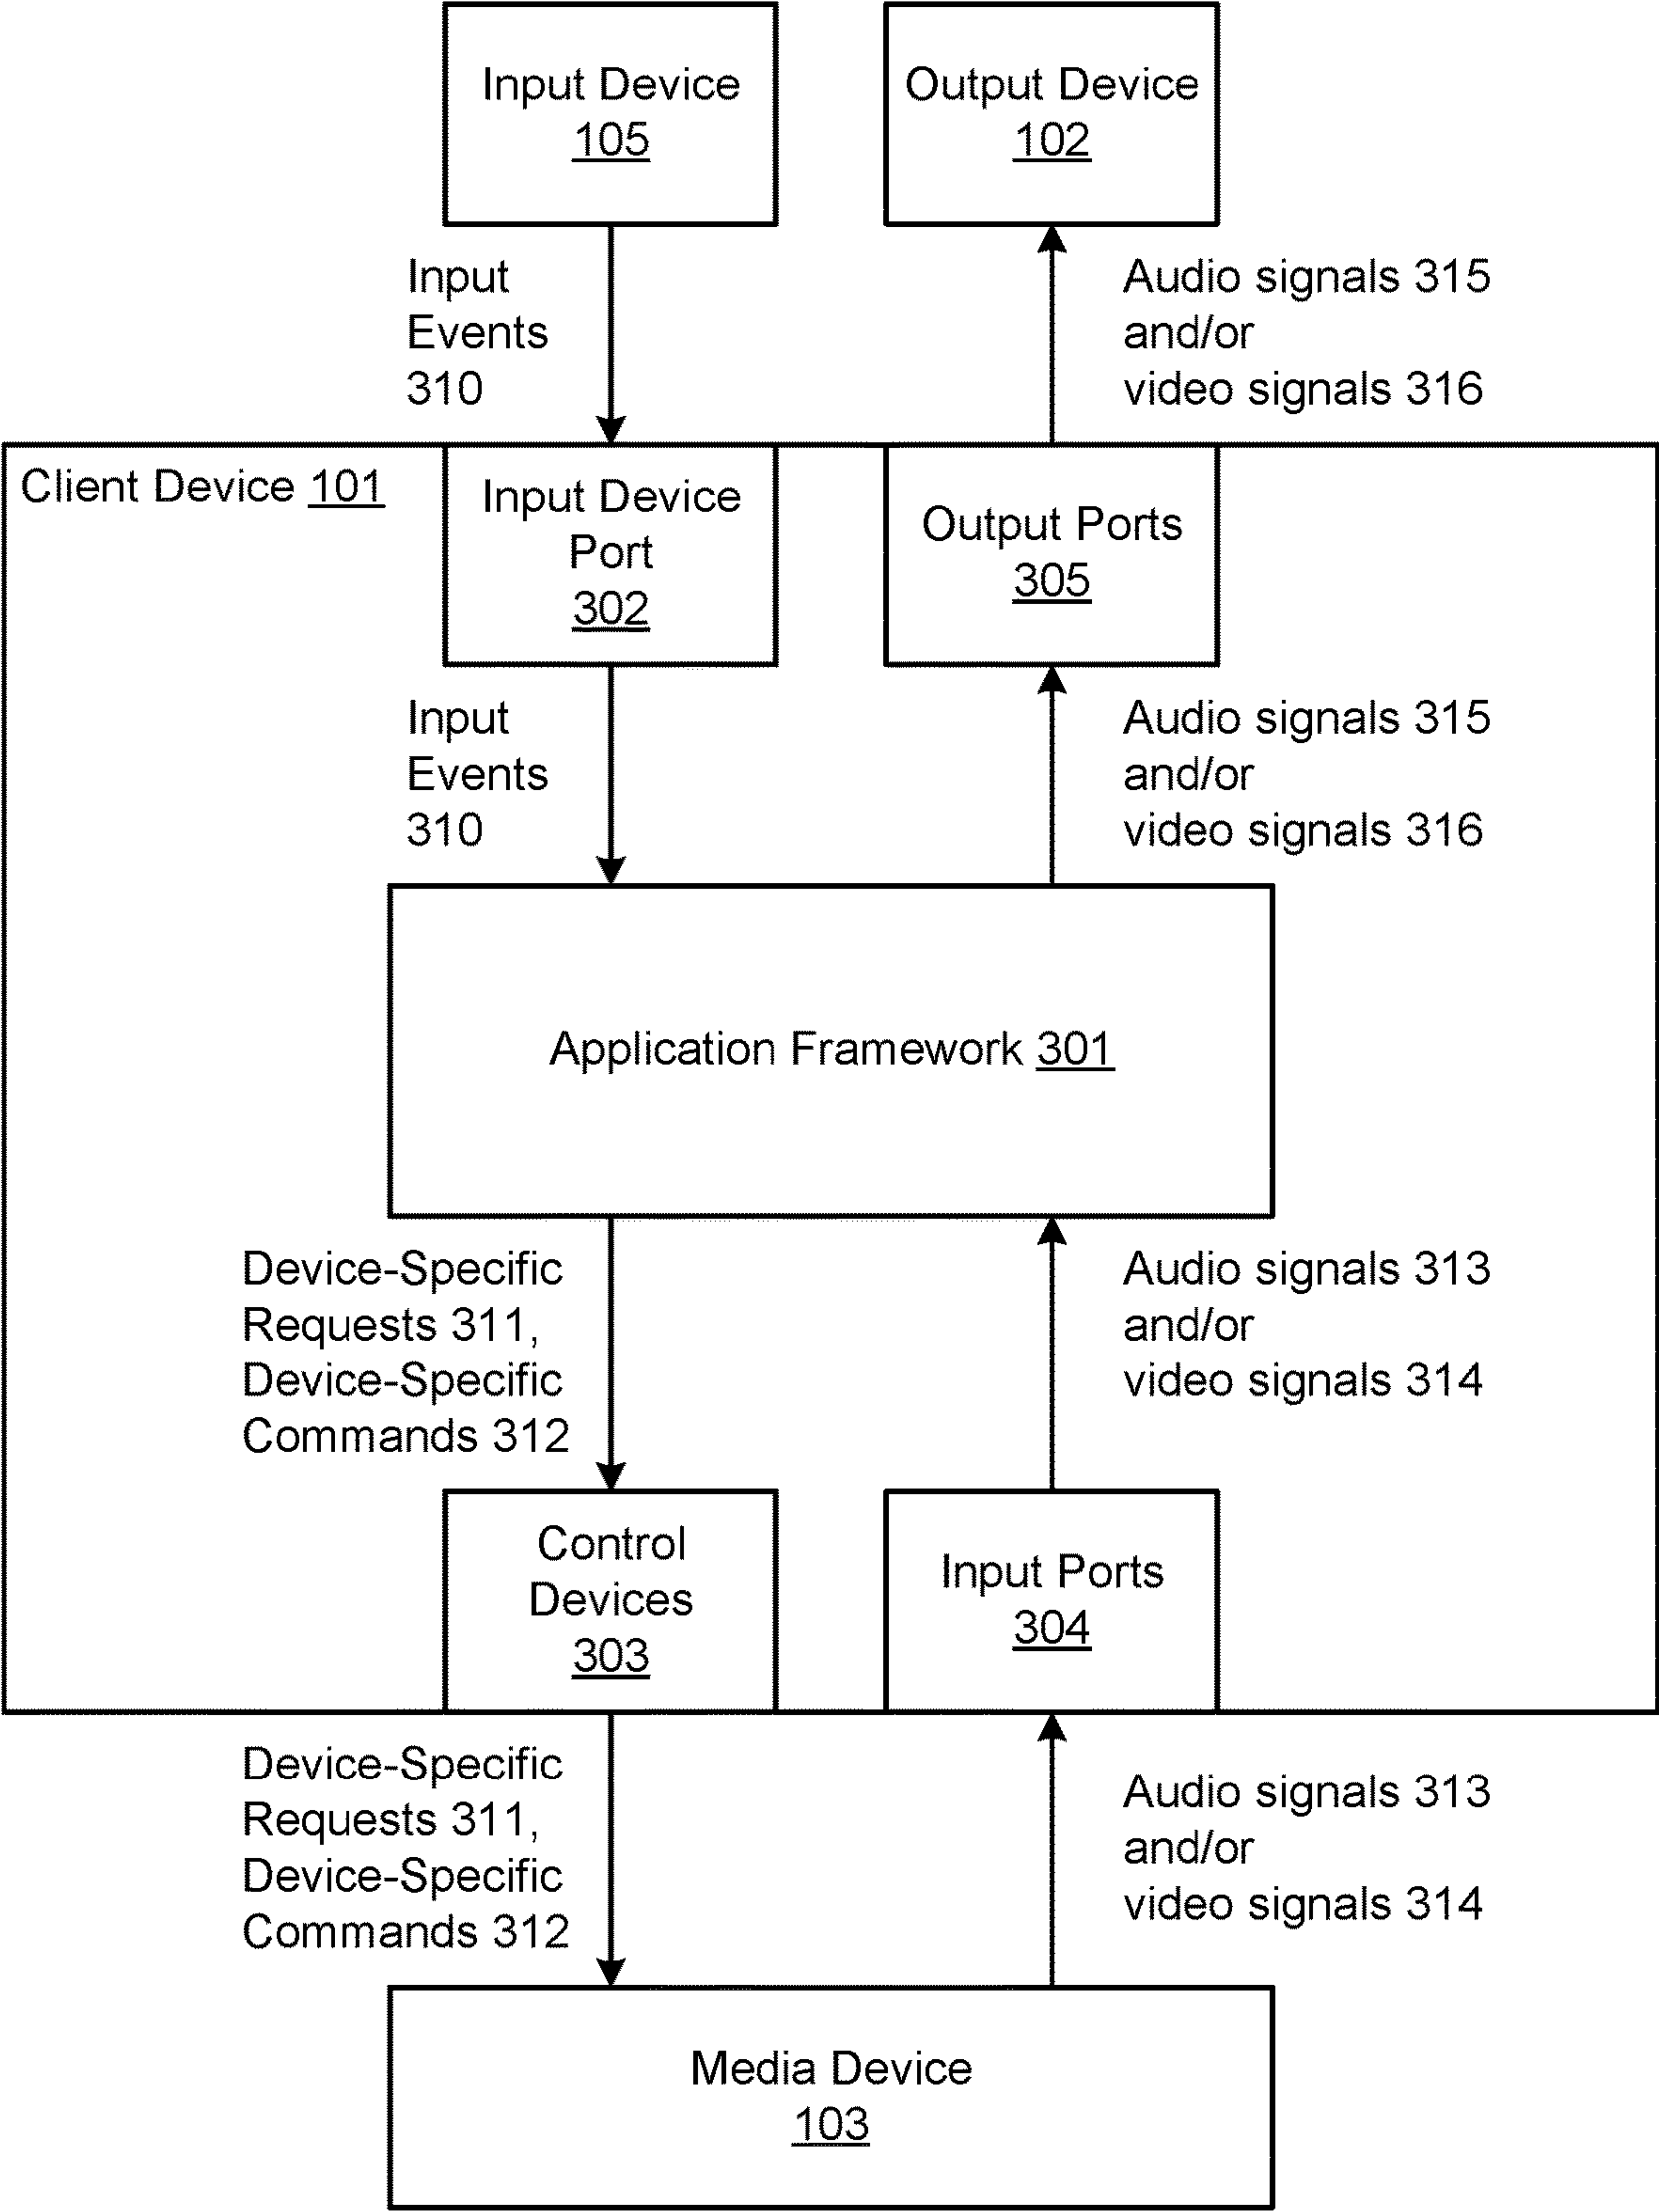 Input Device
105
Output Device
102
Input
Events
310
Audio signals 315
and/or
video signals 316
Client Device 101
Input Device
Port
302
Output Ports
305
Input
Events
310
Audio signals 315
and/or
video signals 316
Application Framework 301
Device-Specific
Requests 311,
Device-Specific
Commands 312
Audio signals 313
and/or
video signals 314
Control
Devices
303
Input Ports
304
Device-Specific
Requests 311,
Device-Specific
Commands 312
Audio signals 313
and/or
video signals 314
Media Device
103